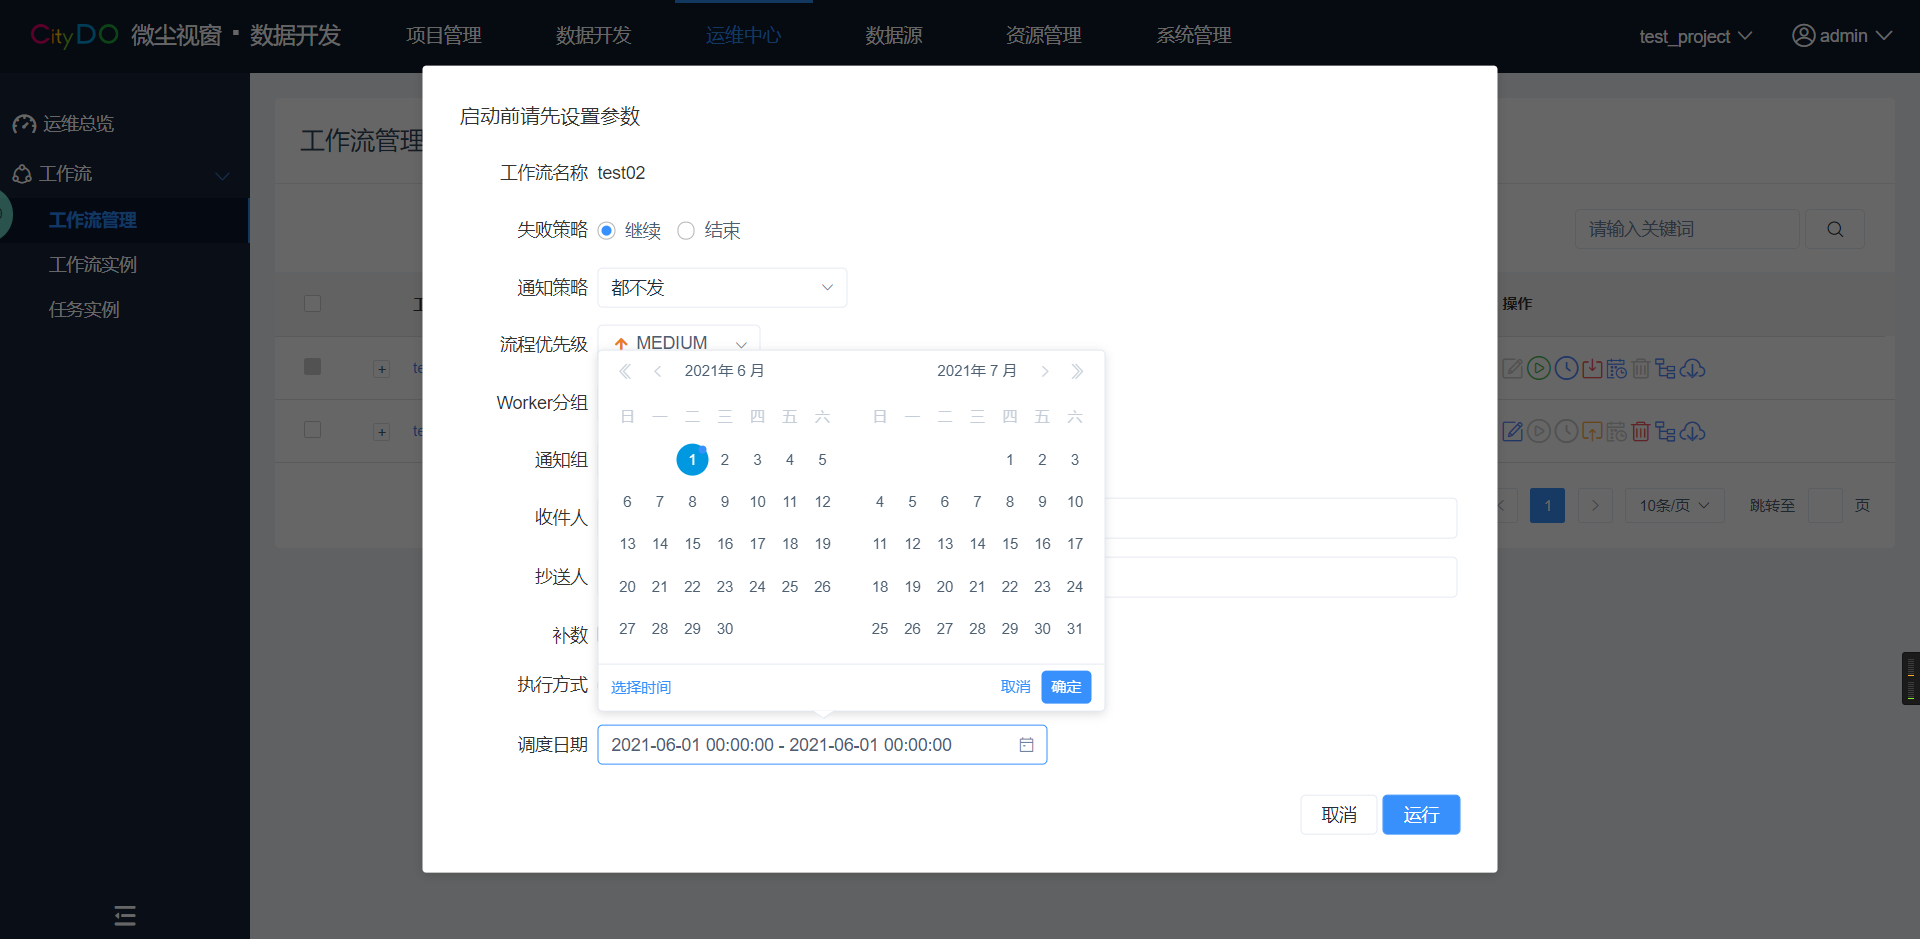 CityDO 微尘视窗·数据开发 项目管理 数据开发 运维中心 数据源 资源管理 系统管理 test_project admin
运维总览
工作流
工作流管理
工作流实例
任务实例
工作流管理
请输入关键词
操作
1 10条/页 跳转至 页
启动前请先设置参数
工作流名称 test02
失败策略 继续 结束
通知策略 都不发
流程优先级 MEDIUM
Worker分组
通知组
收件人
抄送人
补数
执行方式
2021年 6 月 2021年 7 月
日 一 二 三 四 五 六 日 一 二 三 四 五 六
1 2 3 4 5 1 2 3
6 7 8 9 10 11 12 4 5 6 7 8 9 10
13 14 15 16 17 18 19 11 12 13 14 15 16 17
20 21 22 23 24 25 26 18 19 20 21 22 23 24
27 28 29 30 25 26 27 28 29 30 31
选择时间 取消 确定
调度日期 2021-06-01 00:00:00 - 2021-06-01 00:00:00
取消 运行